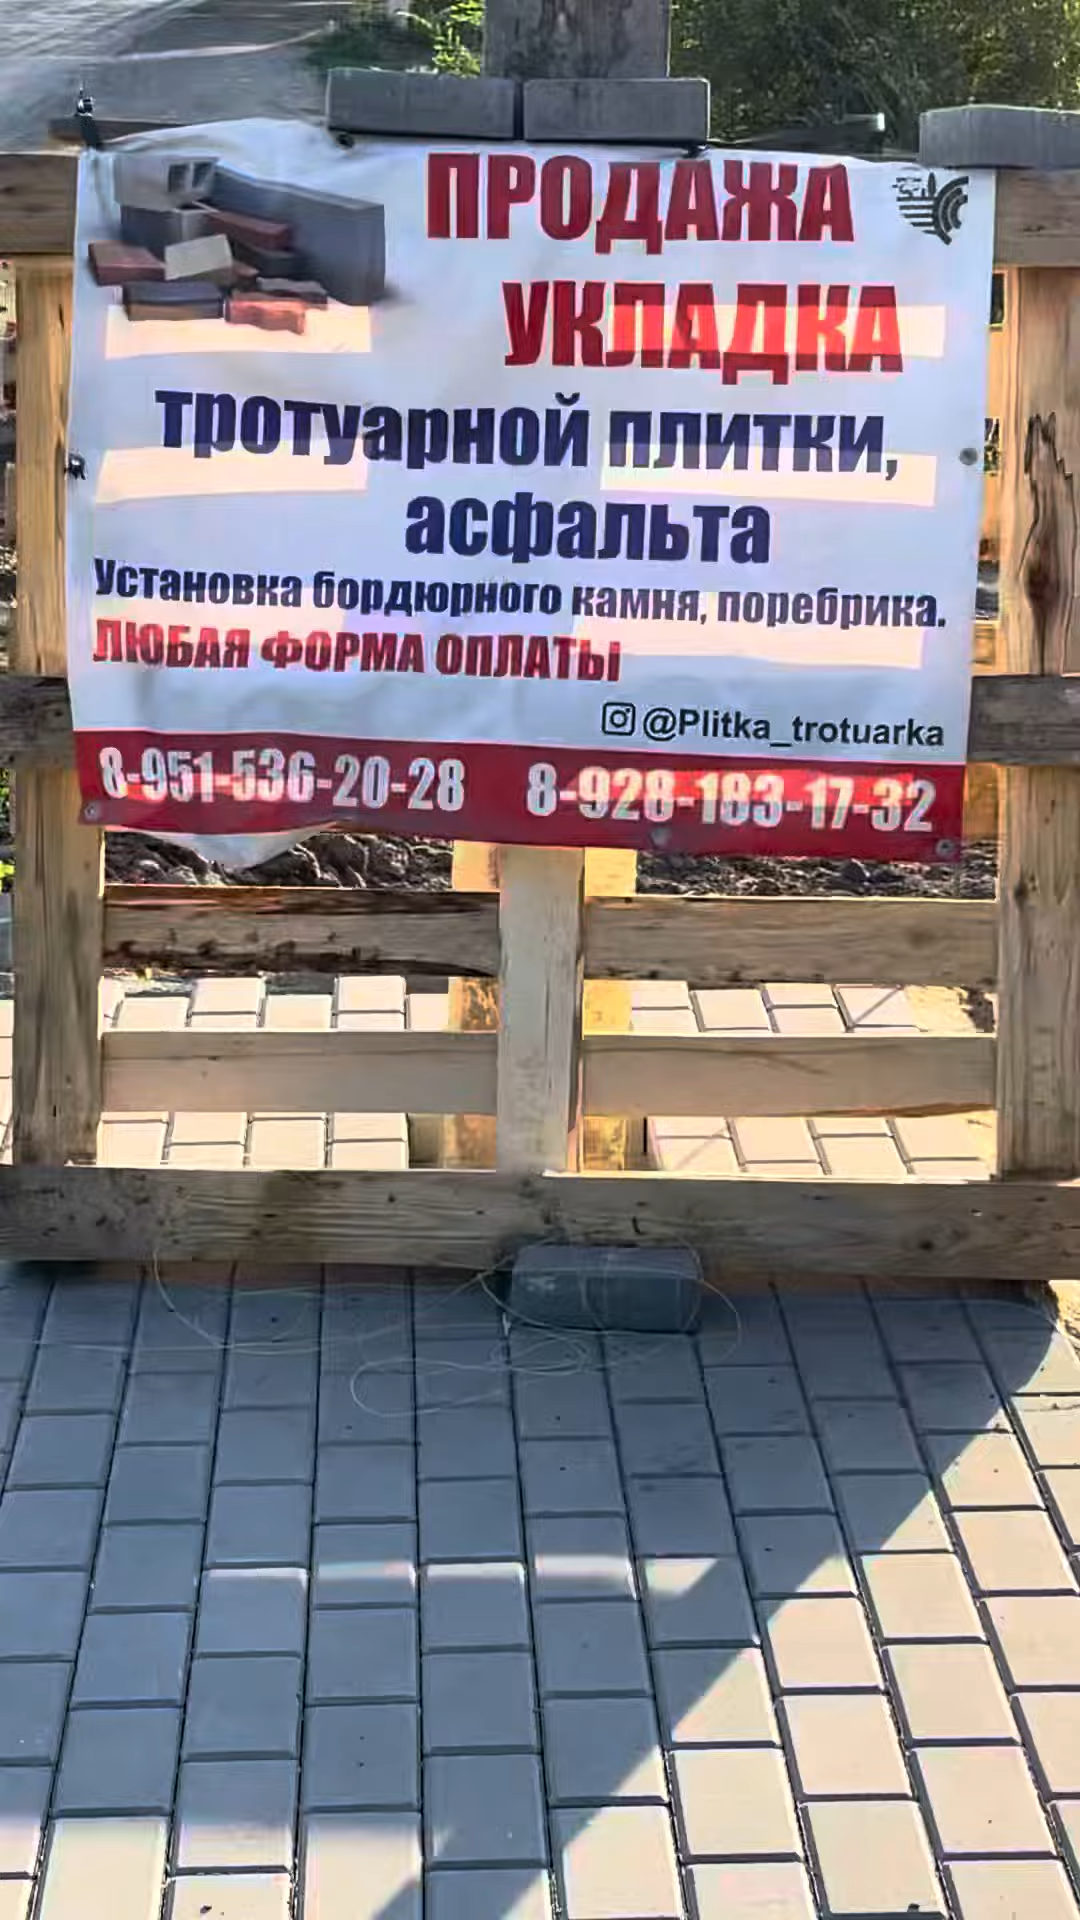 ПРОДАЖА
УКЛАДКА
тротуарной плитки,
асфальта
Установка бордюрного камня, поребрика.
ЛЮБАЯ ФОРМА ОПЛАТЫ
@Plitka_trotuarka
8-951-536-20-28 8-928-183-17-32